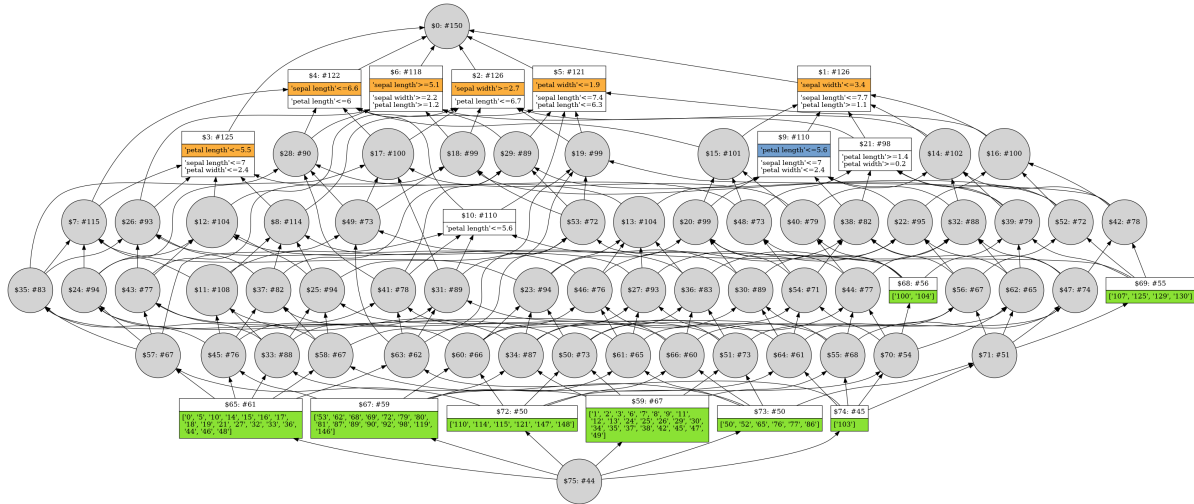 $0: #150
$4: #122
'sepal length'<=6.6
'petal length'<=6
$6: #118
'sepal length'>=5.1
'sepal width'>=2.2
'petal length'>=1.2
$2: #126
'sepal width'>=2.7
'petal length'<=6.7
$5: #121
'petal width'<=1.9
'sepal length'<=7.4
'petal length'<=6.3
$1: #126
'sepal width'<=3.4
'sepal length'<=7.7
'petal length'>=1.1
$3: #125
'petal length'<=5.5
'sepal length'<=7
'petal width'<=2.4
$28: #90
$17: #100
$18: #99
$29: #89
$19: #99
$15: #101
$9: #110
'petal length'<=5.6
'sepal length'<=7
'petal width'<=2.4
$21: #98
'petal length'>=1.4
'petal width'>=0.2
$14: #102
$16: #100
$7: #115
$26: #93
$12: #104
$8: #114
$49: #73
$10: #110
'petal length'<=5.6
$53: #72
$13: #104
$20: #99
$48: #73
$40: #79
$38: #82
$22: #95
$32: #88
$39: #79
$52: #72
$42: #78
$35: #83
$24: #94
$43: #77
$11: #108
$37: #82
$25: #94
$41: #78
$31: #89
$23: #94
$46: #76
$27: #93
$36: #83
$30: #89
$54: #71
$44: #77
$68: #56
['100', '104']
$56: #67
$62: #65
$47: #74
$69: #55
['107', '125', '129', '130']
$57: #67
$45: #76
$33: #88
$58: #67
$63: #62
$60: #66
$34: #87
$50: #73
$61: #65
$66: #60
$51: #73
$64: #61
$55: #68
$70: #54
$71: #51
$65: #61
['0', '5', '10', '14', '15', '16', '17',
'18', '19', '21', '27', '32', '33', '36',
'44', '46', '48']
$67: #59
['53', '62', '68', '69', '72', '79', '80',
'81', '87', '89', '90', '92', '98', '119',
'146']
$72: #50
['110', '114', '115', '121', '147', '148']
$59: #67
['1', '2', '3', '6', '7', '8', '9', '11',
'12', '13', '24', '25', '26', '29', '30',
'34', '35', '37', '38', '42', '45', '47',
'49']
$73: #50
['50', '52', '65', '76', '77', '86']
$74: #45
['103']
$75: #44